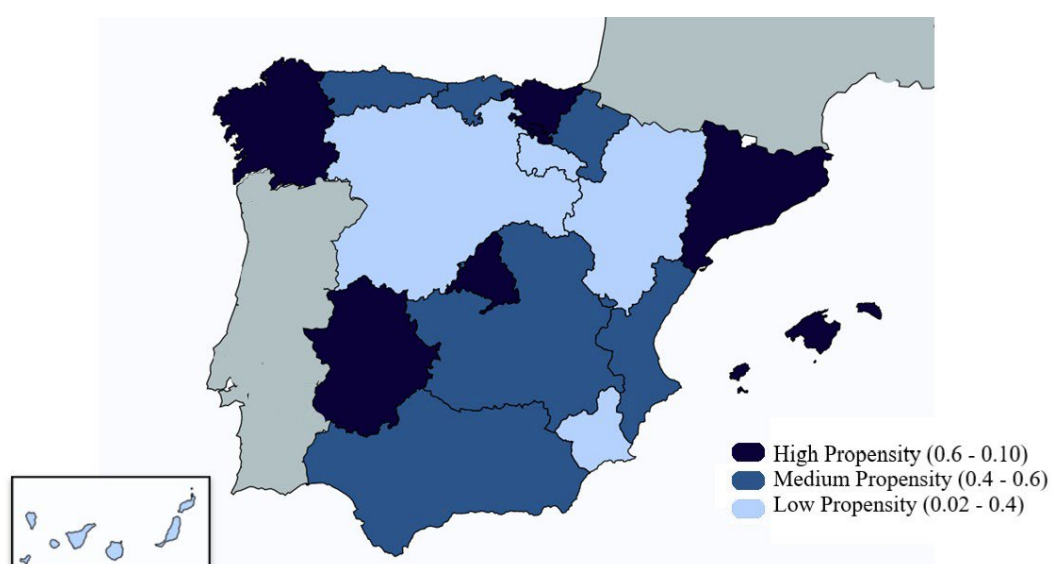 High Propensity (0.6 - 0.10)
Medium Propensity (0.4 - 0.6)
Low Propensity (0.02 - 0.4)